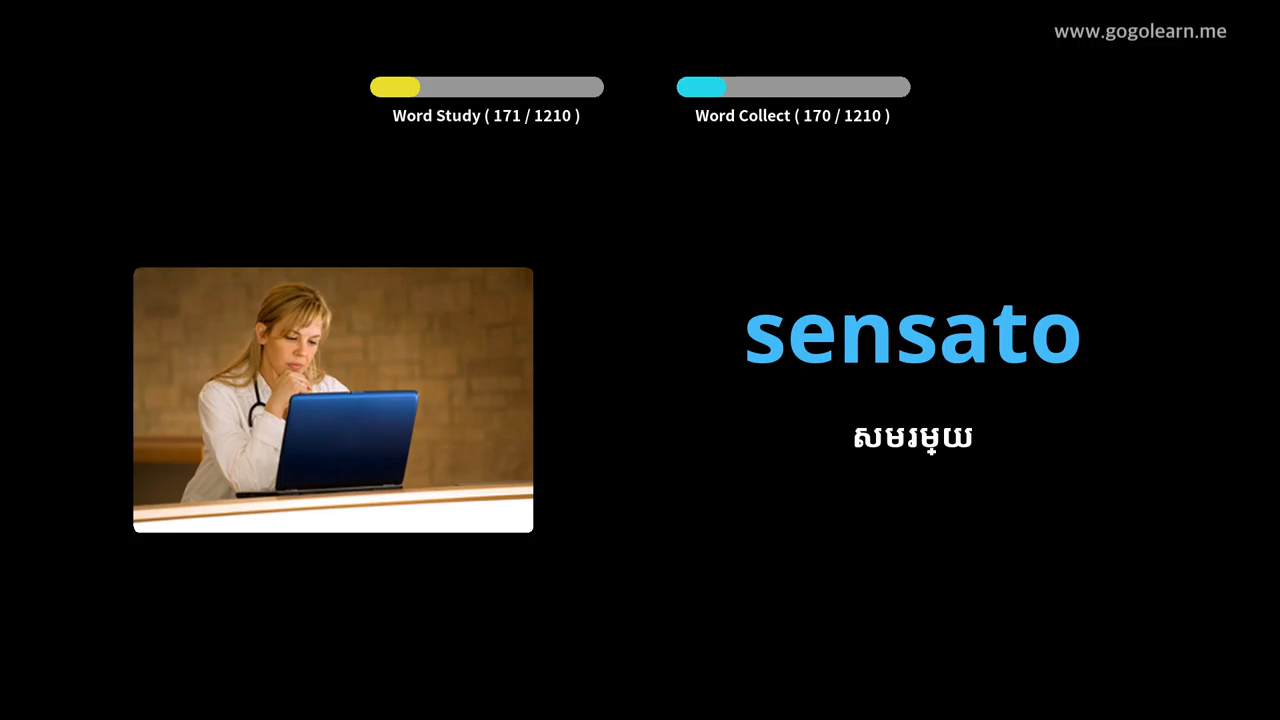 www.gogolearn.me
Word Study ( 171 / 1210 )
Word Collect ( 170 / 1210 )
sensato
សមរម្យ